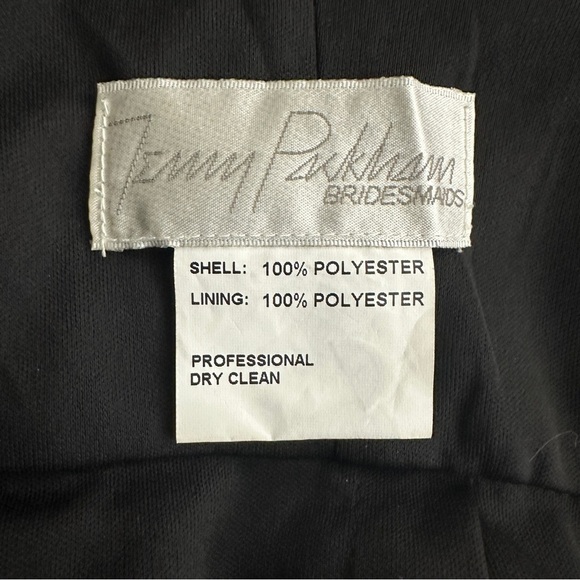 Jenny Packham
BRIDESMAIDS
SHELL: 100% POLYESTER
LINING: 100% POLYESTER
PROFESSIONAL
DRY CLEAN